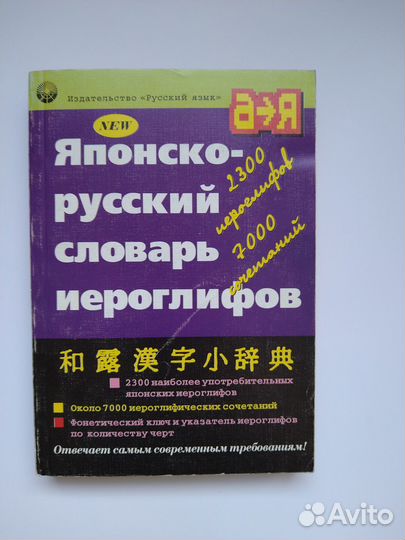 Издательство «Русский язык»
а→я
NEW
Японско-
русский
словарь
иероглифов
2300
иероглифов
7000
сочетаний
和露漢字小辞典
2300 наиболее употребительных
японских иероглифов
Около 7000 иероглифических сочетаний
Фонетический ключ и указатель иероглифов
по количеству черт
Отвечает самым современным требованиям!
Avito